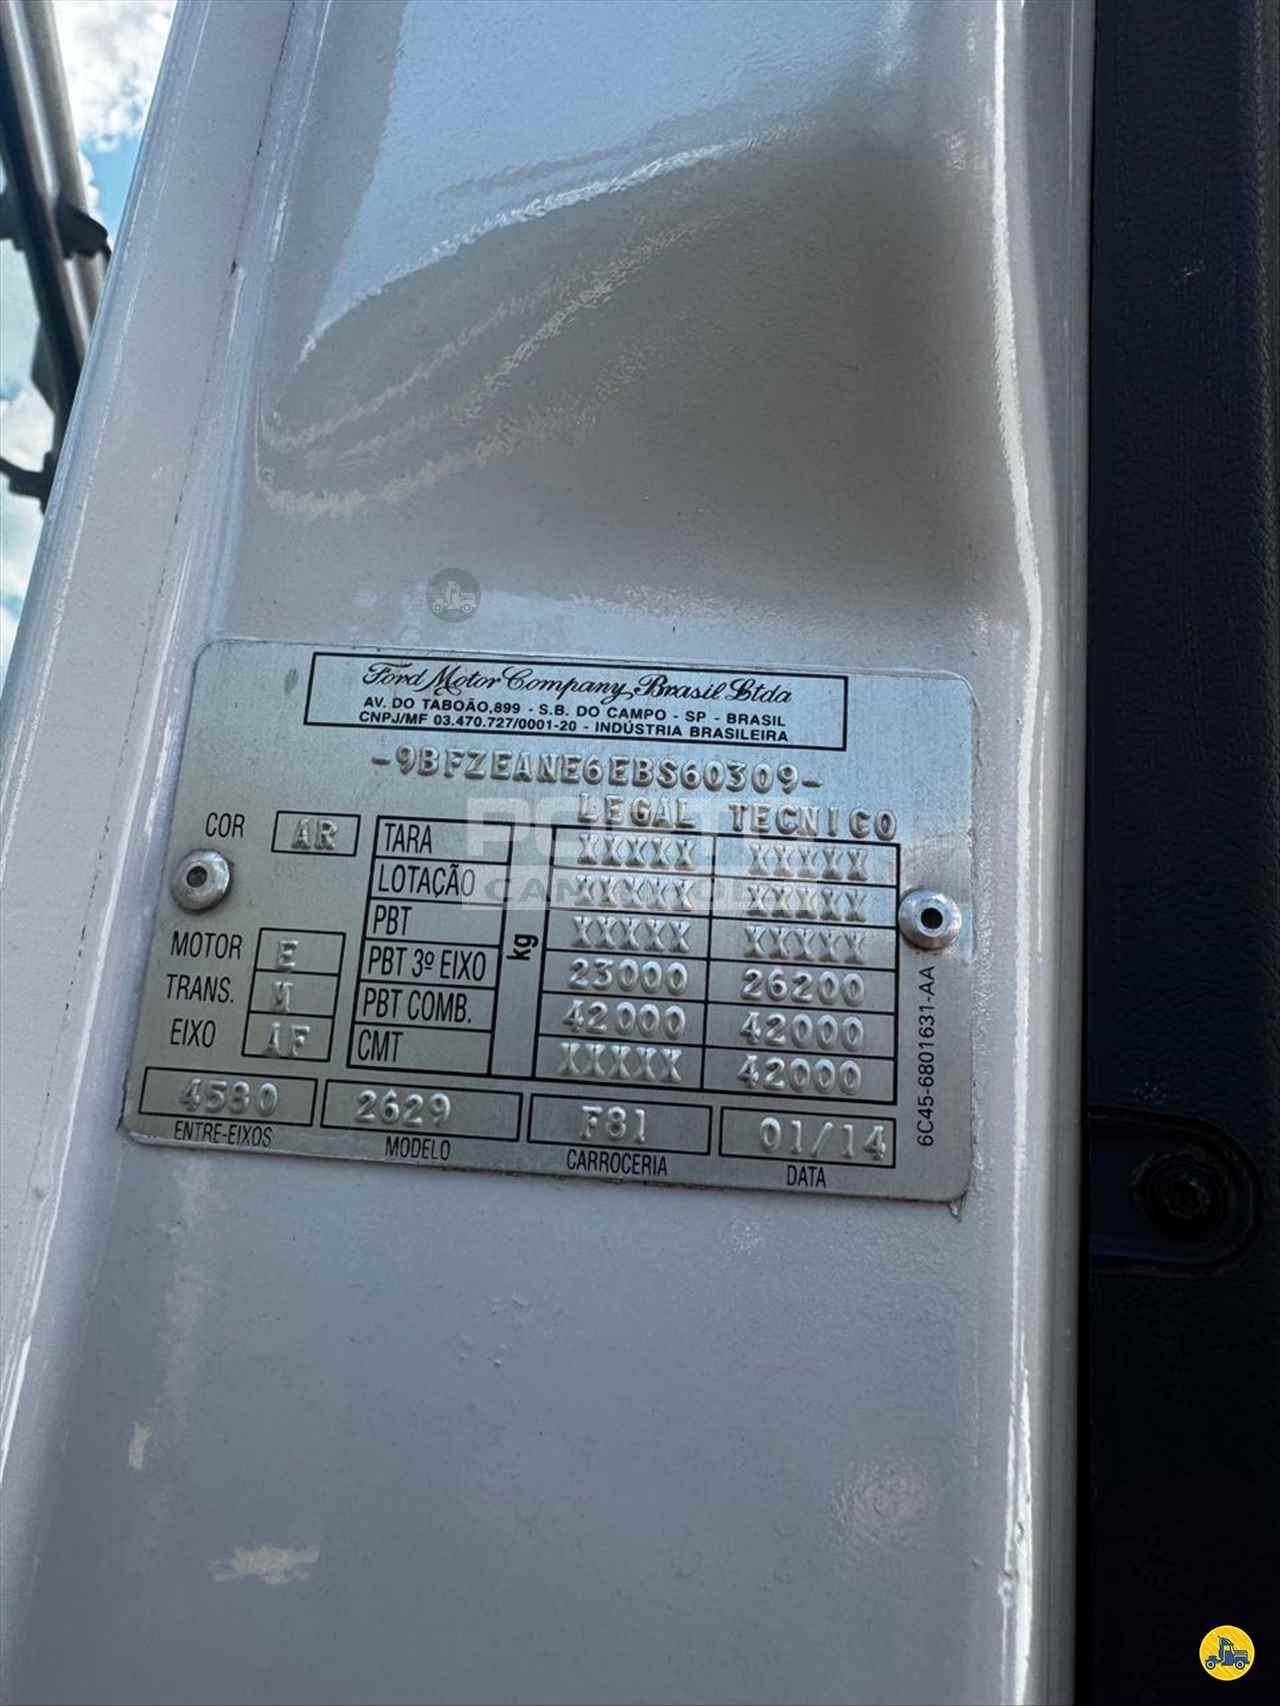 Ford Motor Company Brasil Ltda
AV. DO TABOÃO,899 - S.B. DO CAMPO - SP - BRASIL
CNPJ/MF 03.470.727/0001-20 - INDÚSTRIA BRASILEIRA
-9BFZEANE6EBS60309-
LEGAL TECNICO
COR AR
TARA XXXXX XXXXX
LOTAÇÃO XXXXX XXXXX
PBT XXXXX XXXXX
kg
MOTOR E
PBT 3º EIXO 23000 26200
TRANS. M
PBT COMB. 42000 42000
EIXO AF
CMT XXXXX 42000
4580 2629 F81 01/14
ENTRE-EIXOS MODELO CARROCERIA DATA
6C45-6801631-AA